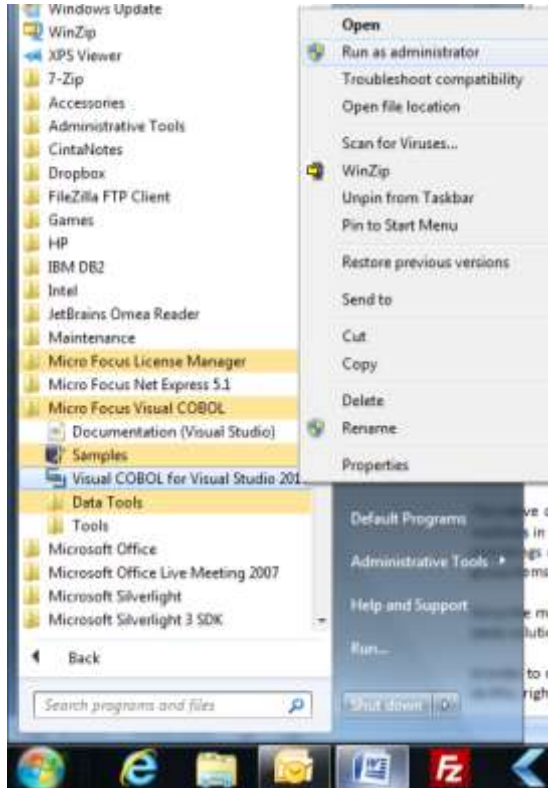 Windows Update
WinZip
XPS Viewer
7-Zip
Accessories
Administrative Tools
CintaNotes
Dropbox
FileZilla FTP Client
Games
HP
IBM DB2
Intel
JetBrains Omea Reader
Maintenance
Micro Focus License Manager
Micro Focus Net Express 5.1
Micro Focus Visual COBOL
Documentation (Visual Studio)
Samples
Visual COBOL for Visual Studio 201
Data Tools
Tools
Microsoft Office
Microsoft Office Live Meeting 2007
Microsoft Silverlight
Microsoft Silverlight 3 SDK
Back
Search programs and files
Open
Run as administrator
Troubleshoot compatibility
Open file location
Scan for Viruses...
WinZip
Unpin from Taskbar
Pin to Start Menu
Restore previous versions
Send to
Cut
Copy
Delete
Rename
Properties
Default Programs
Administrative Tools
Help and Support
Run...
Shut down
Fz